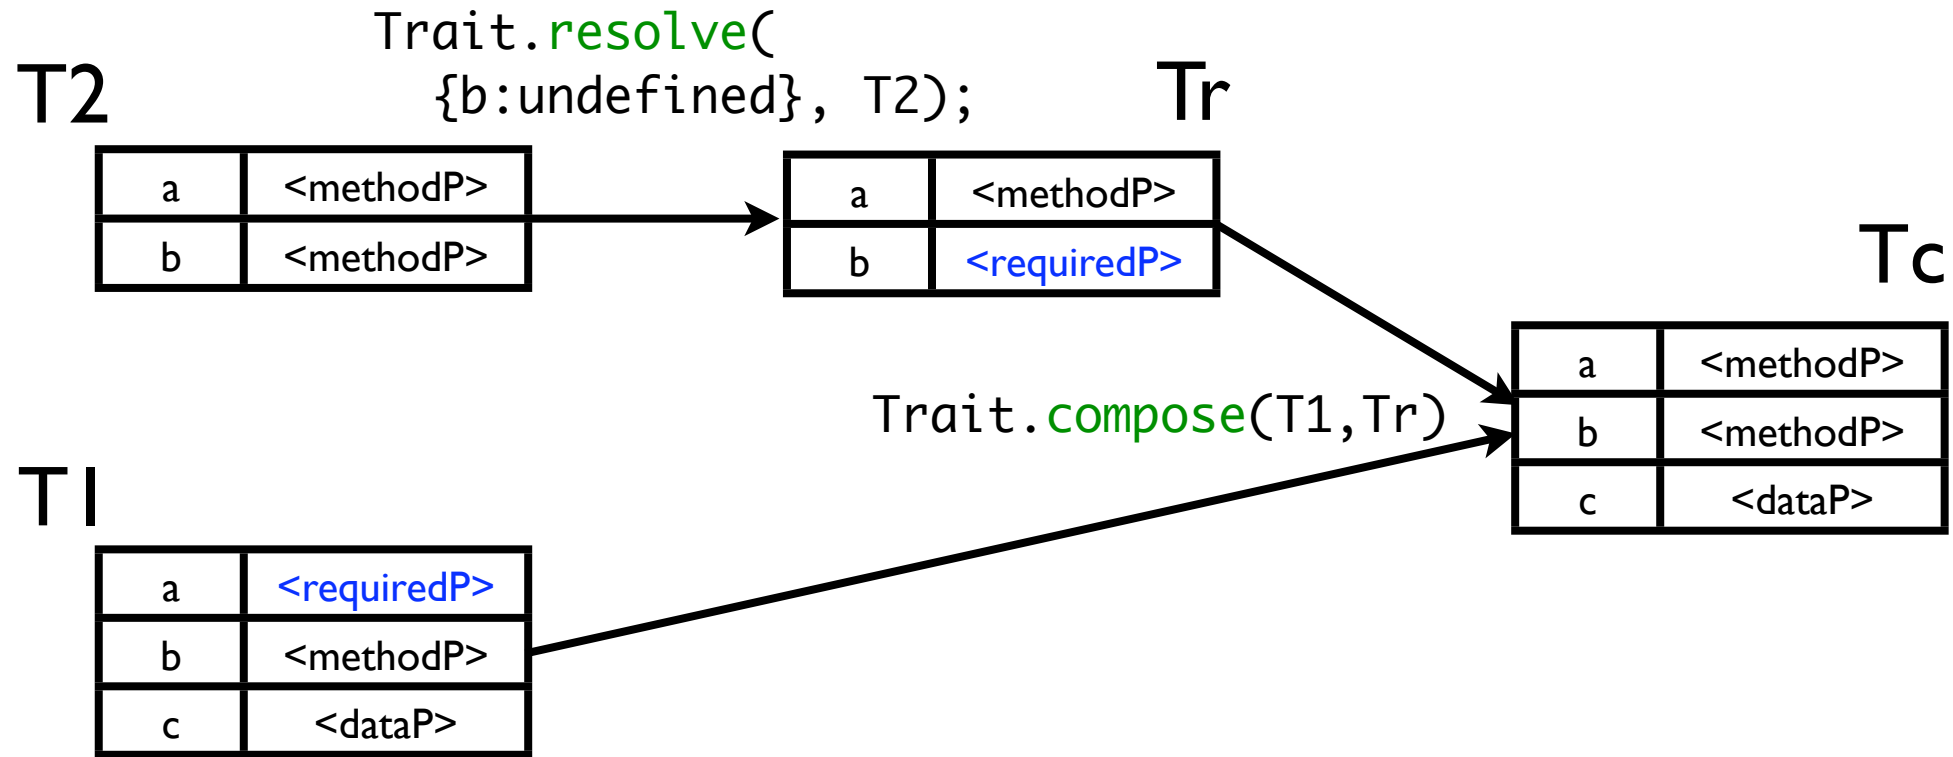 Trait.resolve(
{b:undefined}, T2);
T2
a <methodP>
b <methodP>
Tr
a <methodP>
b <requiredP>
Trait.compose(T1,Tr)
Tc
a <methodP>
b <methodP>
c <dataP>
T1
a <requiredP>
b <methodP>
c <dataP>